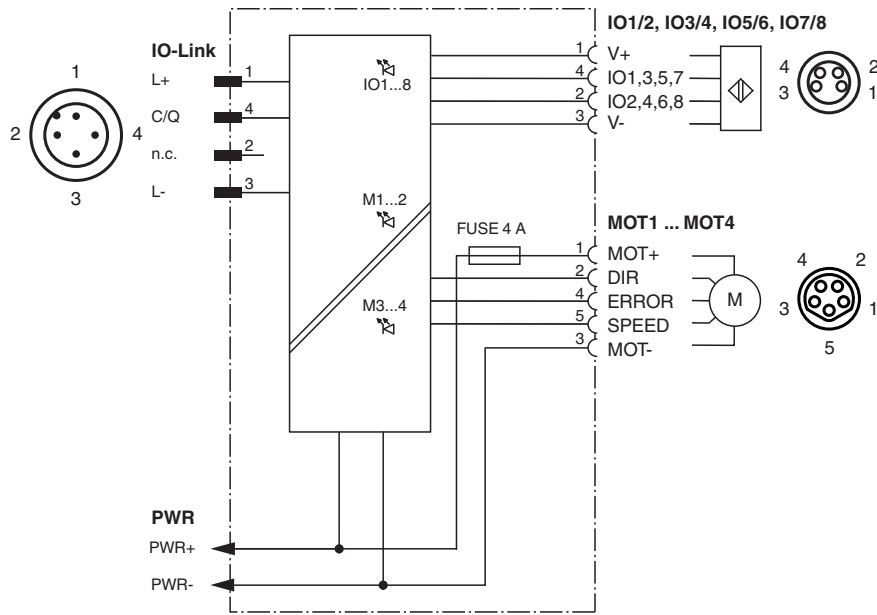 IO1/2, IO3/4, IO5/6, IO7/8
IO-Link
1
L+
1
C/Q
4
2
4
n.c.
2
3
L-
3
IO1...8
M1...2
M3...4
1
V+
4
IO1,3,5,7
2
IO2,4,6,8
3
V-
4
2
3
1
MOT1 ... MOT4
FUSE 4 A
1
MOT+
2
DIR
4
ERROR
5
SPEED
3
MOT-
M
4
2
3
1
5
PWR
PWR+
PWR-